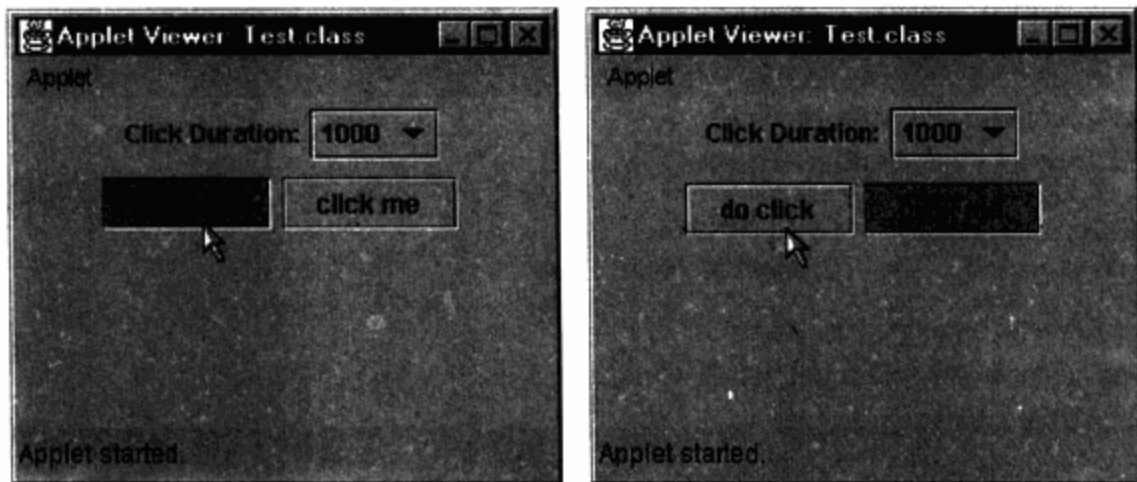 Applet Viewer: Test.class
Applet
Click Duration: 1000
click me
Applet started.
Applet Viewer: Test.class
Applet
Click Duration: 1000
do click
Applet started.